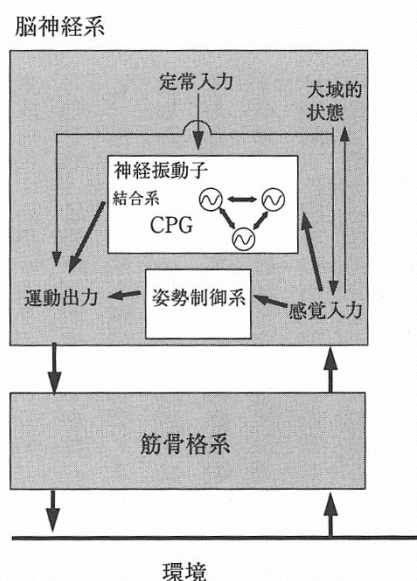 脳神経系
定常入力
大域的
状態
神経振動子
結合系
CPG
運動出力
姿勢制御系
感覚入力
筋骨格系
環境